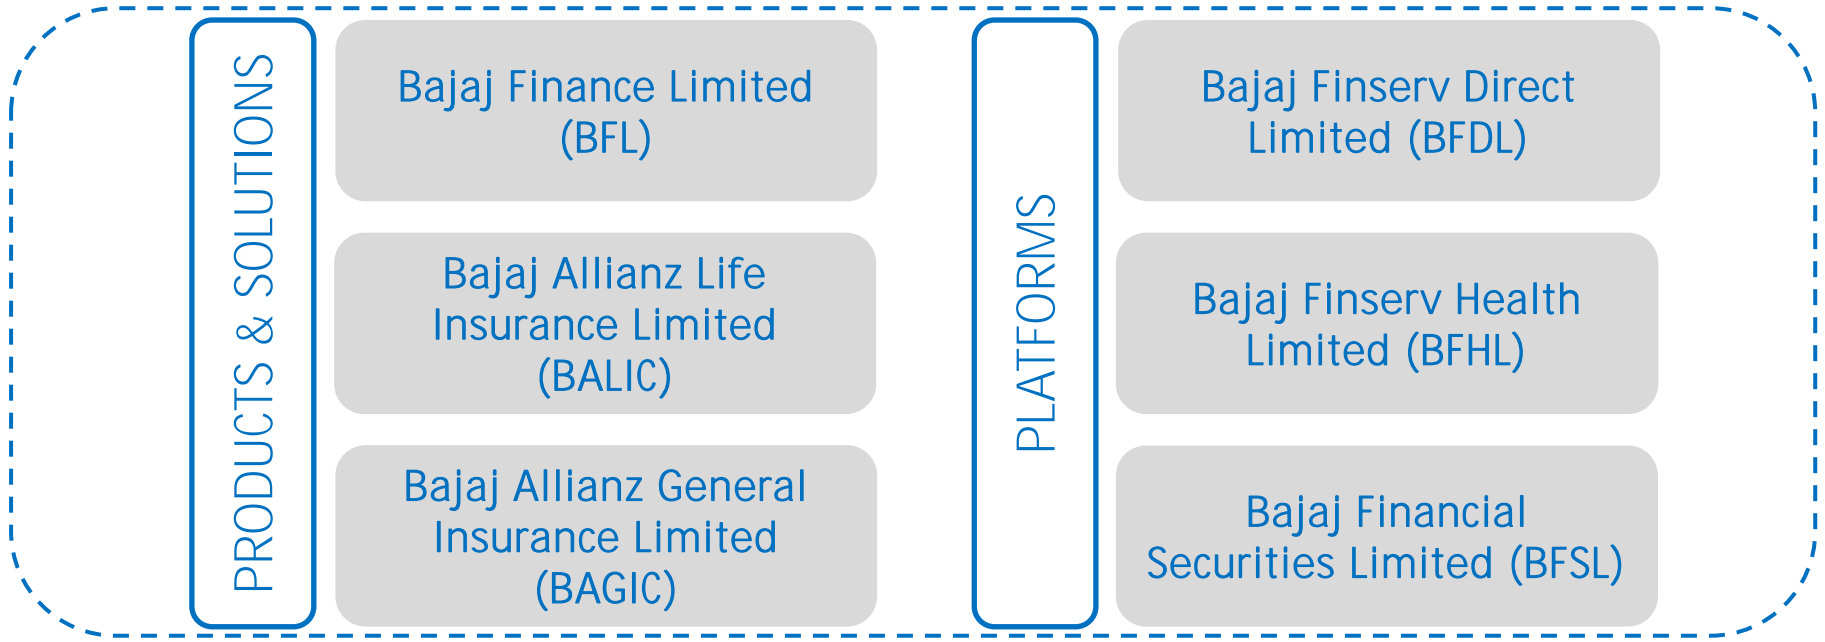 PRODUCTS & SOLUTIONS
Bajaj Finance Limited
(BFL)
Bajaj Allianz Life
Insurance Limited
(BALIC)
Bajaj Allianz General
Insurance Limited
(BAGIC)
PLATFORMS
Bajaj Finserv Direct
Limited (BFDL)
Bajaj Finserv Health
Limited (BFHL)
Bajaj Financial
Securities Limited (BFSL)